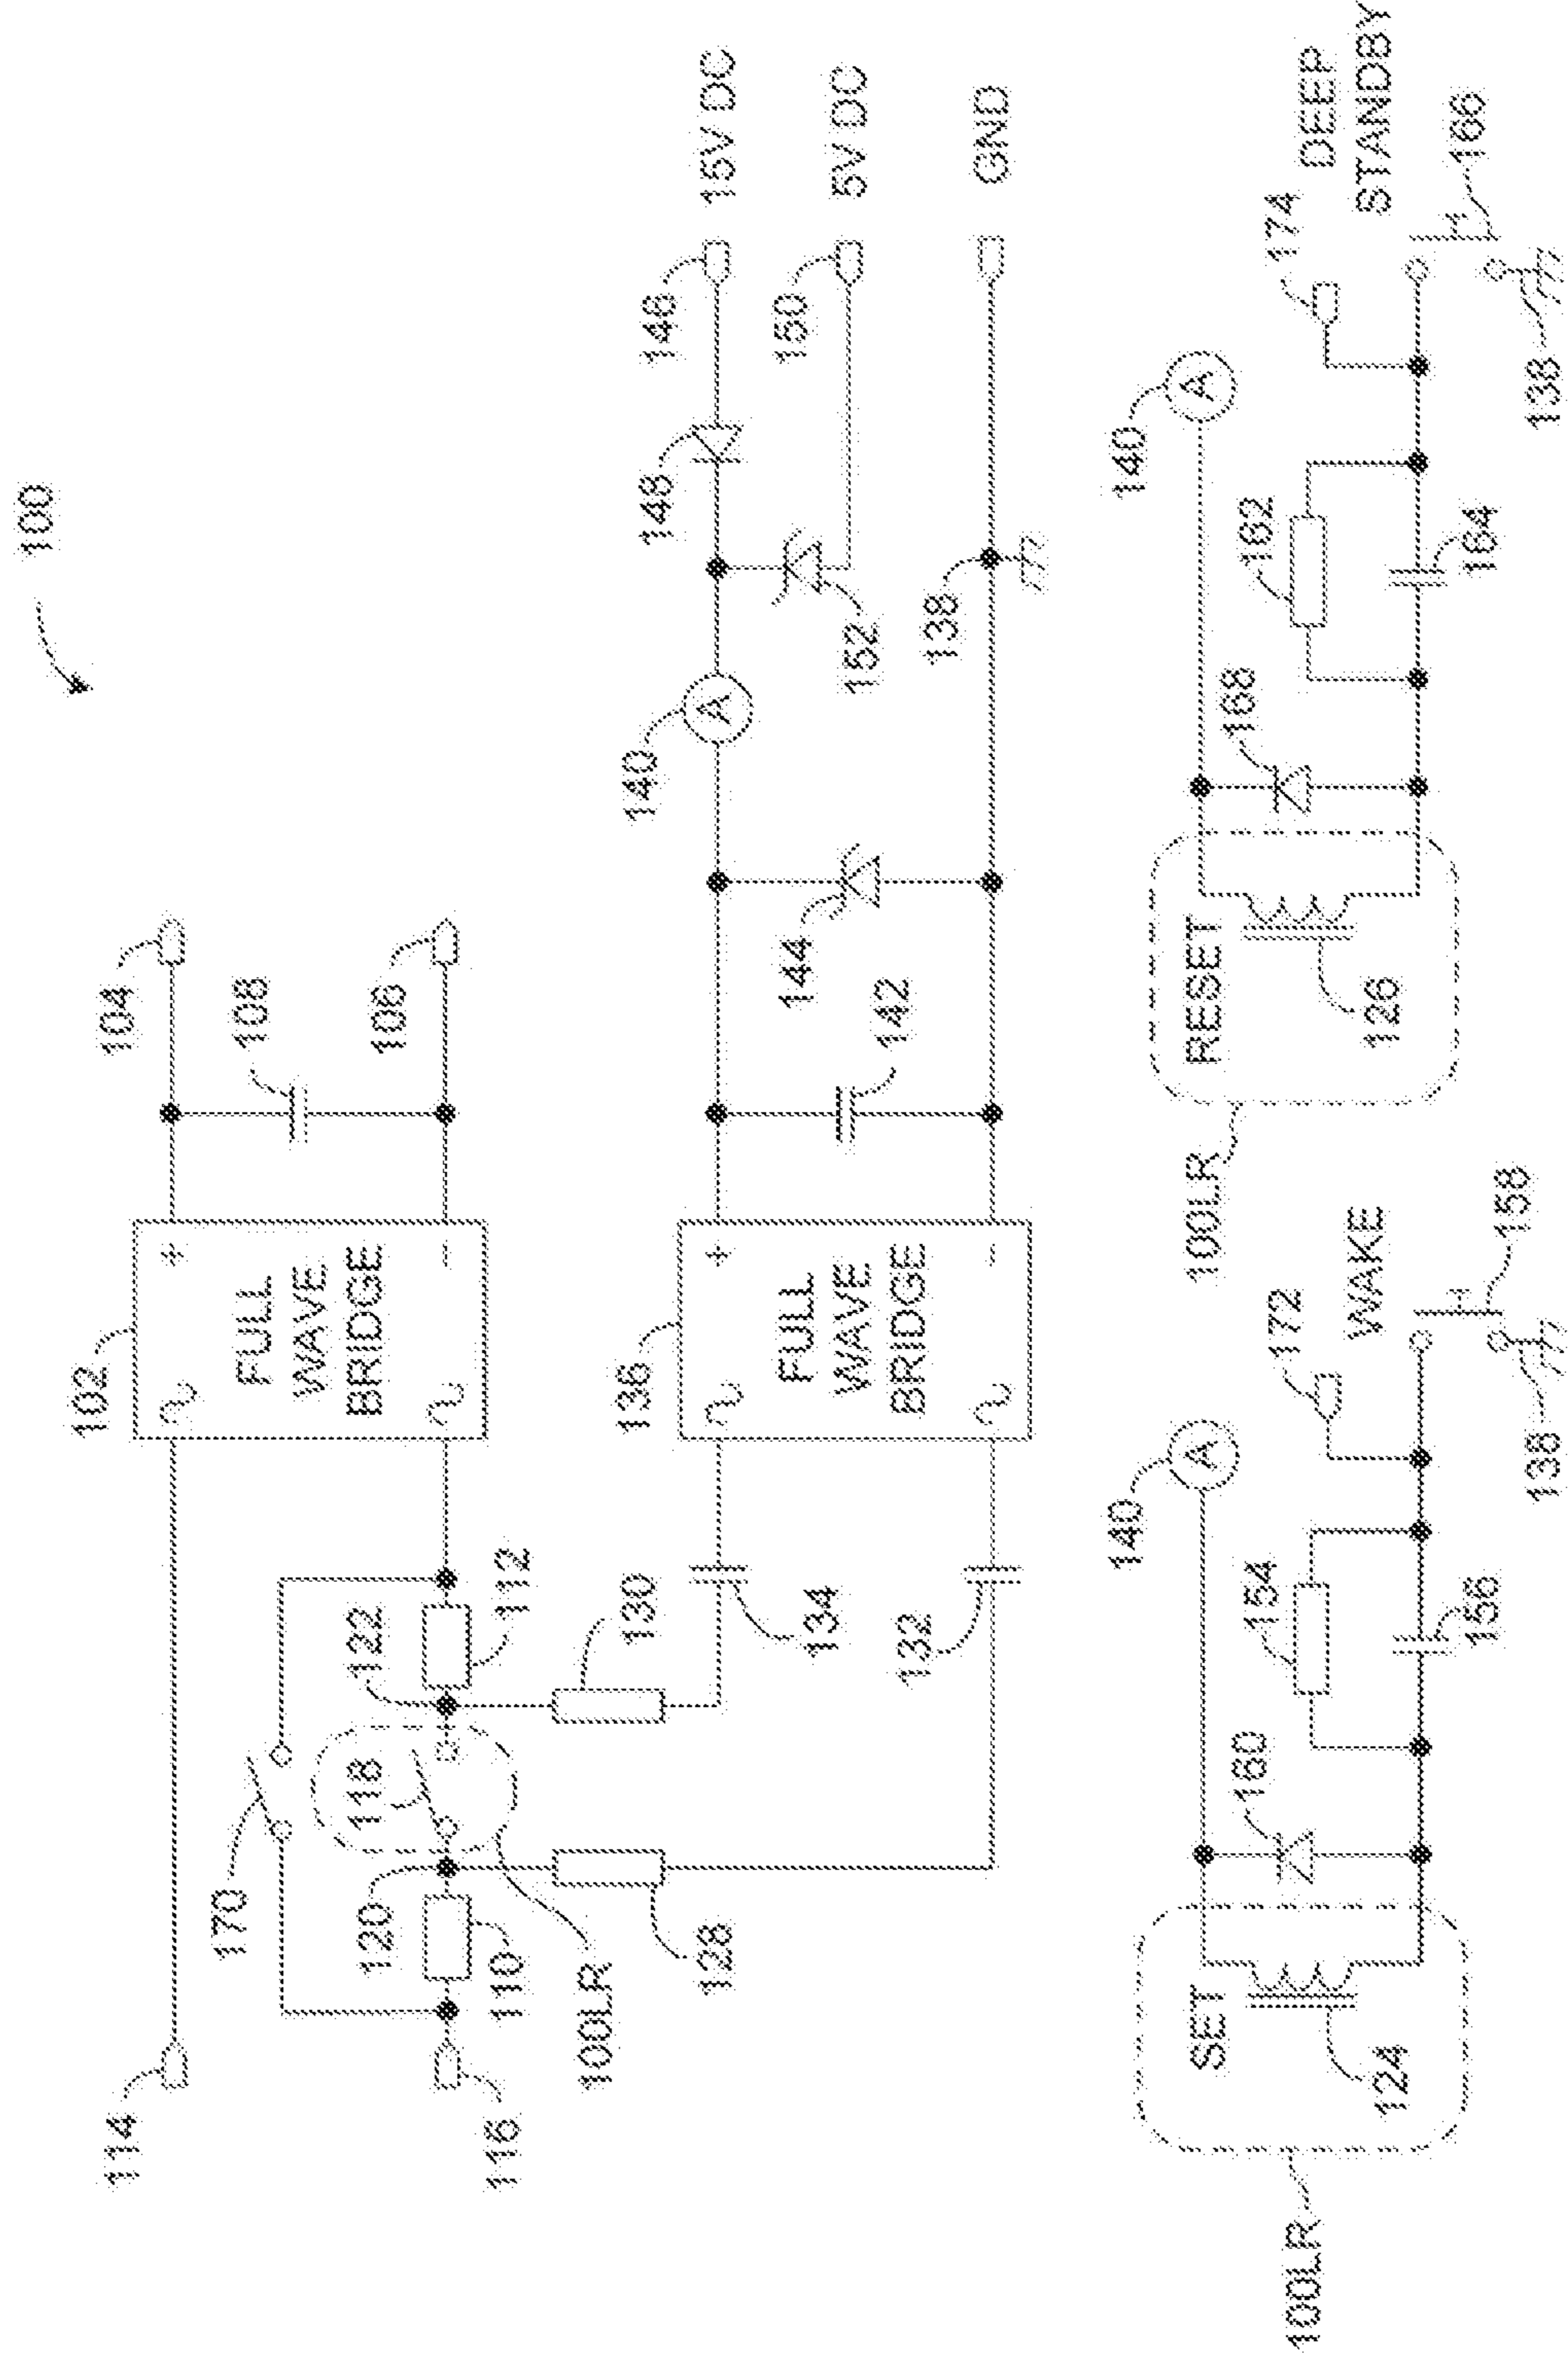 100
114
102
104
170
FULL
WAVE
BRIDGE
+
−
108
106
116
110
120
118
122
112
100LR
128
130
134
132
136
FULL
WAVE
BRIDGE
+
−
142
144
140
A
148
146
15V DC
152
150
5V DC
138
GND
100LR
SET
124
160
154
156
140
A
172
WAKE
158
138
100LR
RESET
126
168
162
164
140
A
174
DEEP
STANDBY
166
138